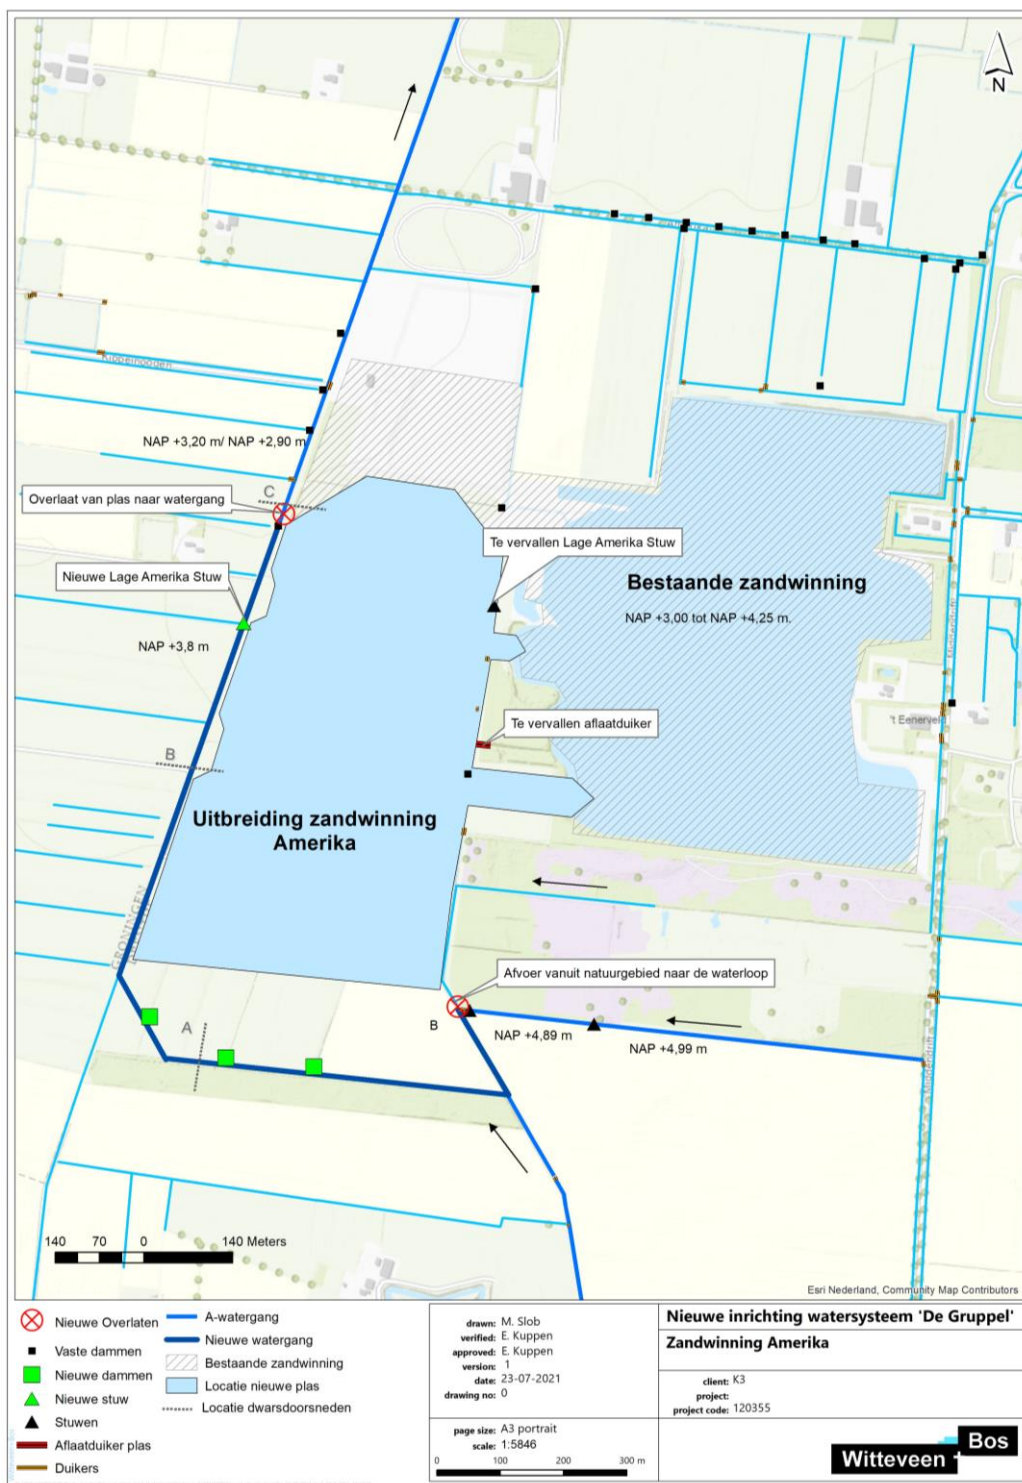 N
Kibbelhoogen
NAP +3,20 m/ NAP +2,90 m
C
Overlaat van plas naar watergang
Te vervallen Lage Amerika Stuw
Nieuwe Lage Amerika Stuw
Bestaande zandwinning
NAP +3,00 tot NAP +4,25 m.
NAP +3,8 m
Middendrift
't Eenerveld
Te vervallen aflaatduiker
B
Uitbreiding zandwinning
Amerika
GRONINGEN
Afvoer vanuit natuurgebied naar de waterloop
A
B
NAP +4,89 m
NAP +4,99 m
Middendrift
140 70 0 140 Meters
Esri Nederland, Community Map Contributors
Nieuwe Overlaten
Vaste dammen
Nieuwe dammen
Nieuwe stuw
Stuwen
Aflaatduiker plas
Duikers
A-watergang
Nieuwe watergang
Bestaande zandwinning
Locatie nieuwe plas
Locatie dwarsdoorsneden
drawn: M. Slob
verified: E. Kuppen
approved: E. Kuppen
version: 1
date: 23-07-2021
drawing no: 0
page size: A3 portrait
scale: 1:5846
0 100 200 300 m
Nieuwe inrichting watersysteem 'De Gruppel'
Zandwinning Amerika
client: K3
project:
project code: 120355
Witteveen + Bos